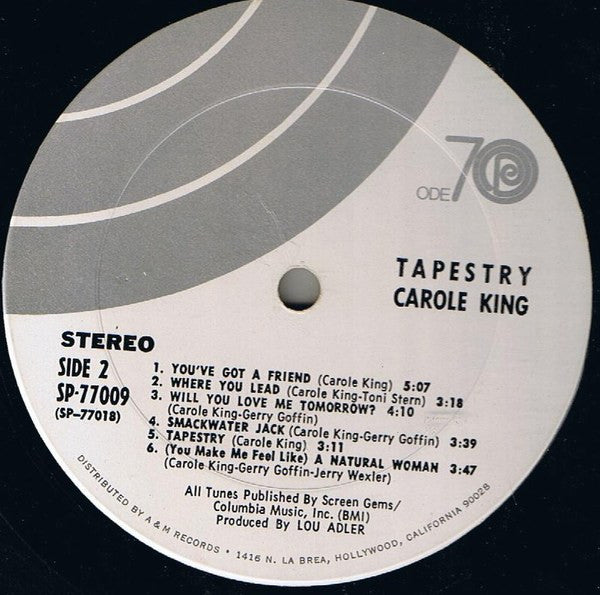 ODE 70
TAPESTRY
CAROLE KING
STEREO
SIDE 2
SP-77009
(SP-77018)
1. YOU'VE GOT A FRIEND (Carole King) 5:07
2. WHERE YOU LEAD (Carole King-Toni Stern) 3:18
3. WILL YOU LOVE ME TOMORROW? 4:10
(Carole King-Gerry Goffin)
4. SMACKWATER JACK (Carole King-Gerry Goffin) 3:39
5. TAPESTRY (Carole King) 3:11
6. (You Make Me Feel Like) A NATURAL WOMAN 3:47
(Carole King-Gerry Goffin-Jerry Wexler)
All Tunes Published By Screen Gems/
Columbia Music, Inc. (BMI)
Produced By LOU ADLER
DISTRIBUTED BY A & M RECORDS • 1416 N. LA BREA, HOLLYWOOD, CALIFORNIA 90028